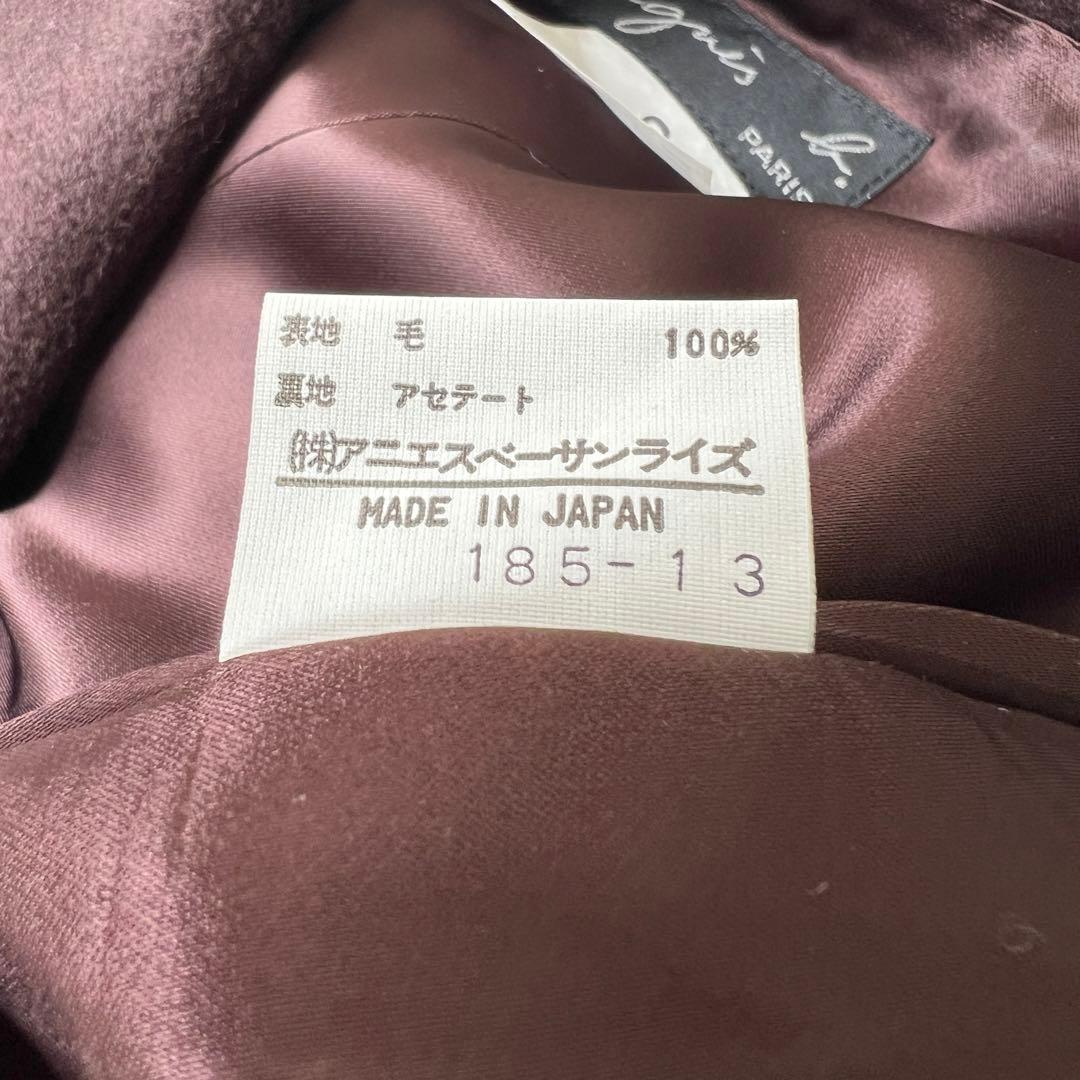 agnès b.
PARIS
表地 毛 100%
裏地 アセテート
(株)アニエスベーサンライズ
MADE IN JAPAN
185-13